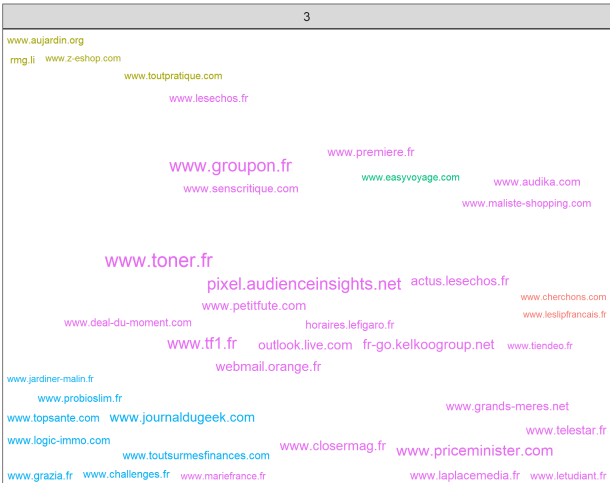 3
www.aujardin.org
rmg.li www.z-eshop.com
www.toutpratique.com
www.lesechos.fr
www.premiere.fr
www.groupon.fr
www.easyvoyage.com
www.audika.com
www.senscritique.com
www.maliste-shopping.com
www.toner.fr
pixel.audienceinsights.net actus.lesechos.fr
www.cherchons.com
www.petitfute.com
www.leslipfrancais.fr
www.deal-du-moment.com horaires.lefigaro.fr
www.tf1.fr outlook.live.com fr-go.kelkoogroup.net www.tiendeo.fr
webmail.orange.fr
www.jardiner-malin.fr
www.probioslim.fr
www.grands-meres.net
www.topsante.com www.journaldugeek.com
www.telestar.fr
www.logic-immo.com
www.closermag.fr www.priceminister.com
www.toutsurmesfinances.com
www.grazia.fr www.challenges.fr www.mariefrance.fr www.laplacemedia.fr www.letudiant.fr